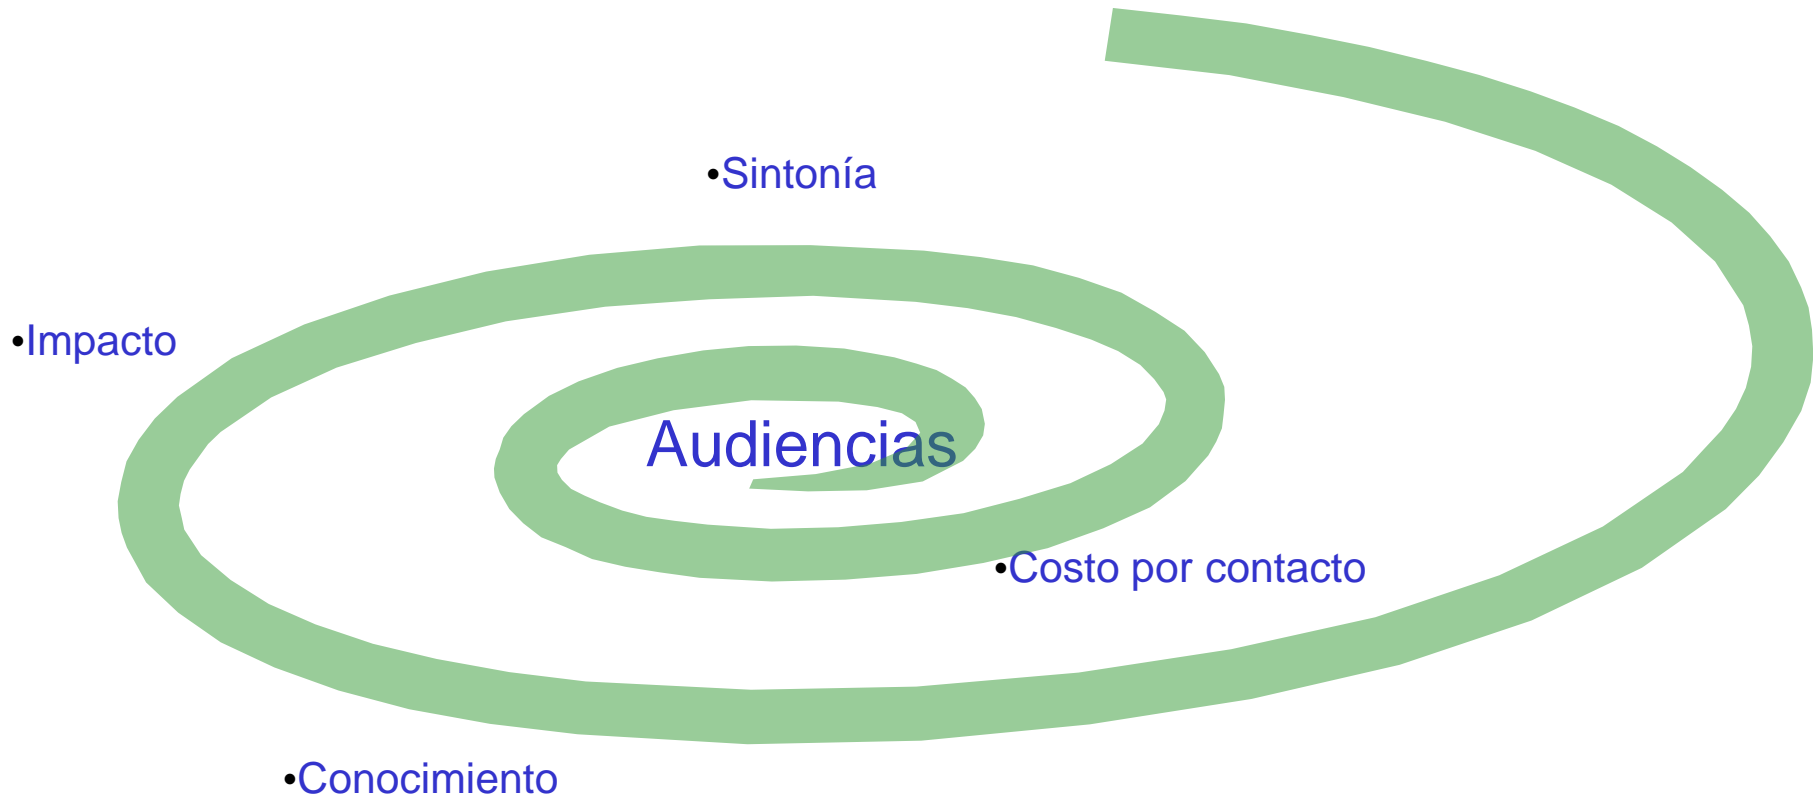 •Sintonía
•Impacto
Audiencias
•Costo por contacto
•Conocimiento